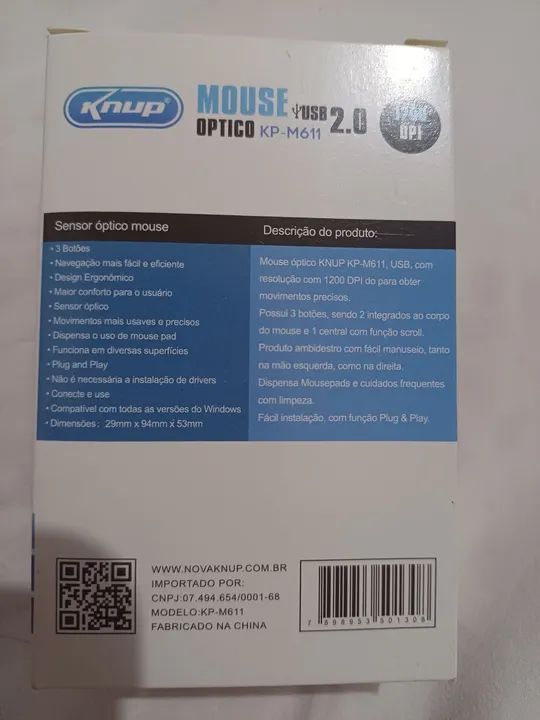 Knup
MOUSE
OPTICO KP-M611
USB 2.0
1200
DPI
Sensor óptico mouse
• 3 Botões
• Navegação mais fácil e eficiente
• Design Ergonômico
• Maior conforto para o usuário
• Sensor óptico
• Movimentos mais usaves e precisos
• Dispensa o uso de mouse pad
• Funciona em diversas superfícies
• Plug and Play
• Não é necessária a instalação de drivers
• Conecte e use
• Compatível com todas as versões do Windows
• Dimensões: 29mm x 94mm x 53mm
Descrição do produto:
Mouse óptico KNUP KP-M611, USB, com
resolução com 1200 DPI do para obter
movimentos precisos.
Possui 3 botões, sendo 2 integrados ao corpo
do mouse e 1 central com função scroll.
Produto ambidestro com fácil manuseio, tanto
na mão esquerda, como na direita.
Dispensa Mousepads e cuidados frequentes
com limpeza.
Fácil instalação, com função Plug & Play.
WWW.NOVAKNUP.COM.BR
IMPORTADO POR:
CNPJ:07.494.654/0001-68
MODELO:KP-M611
FABRICADO NA CHINA
7 898953 501308